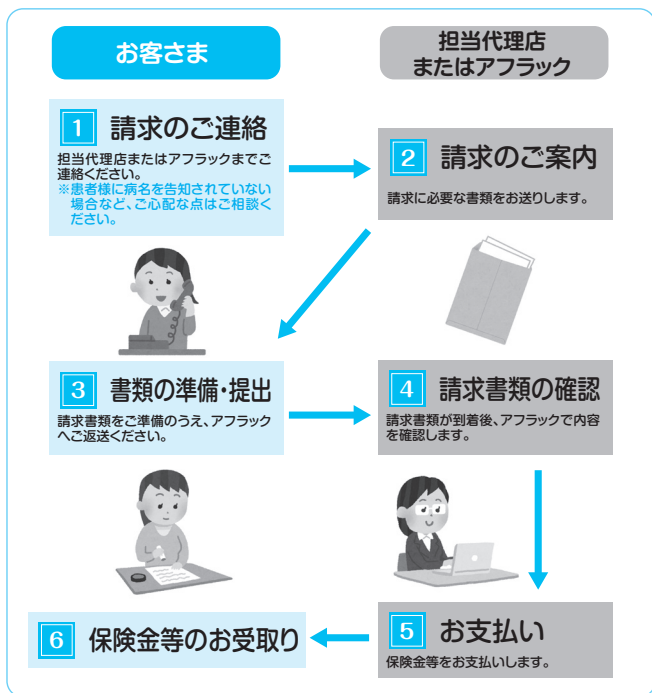 お客さま
担当代理店
またはアフラック
1 請求のご連絡
担当代理店またはアフラックまでご
連絡ください。
※患者様に病名を告知されていない
場合など、ご心配な点はご相談く
ださい。
2 請求のご案内
請求に必要な書類をお送りします。
3 書類の準備・提出
請求書類をご準備のうえ、アフラック
へご返送ください。
4 請求書類の確認
請求書類が到着後、アフラックで内容
を確認します。
5 お支払い
保険金等をお支払いします。
6 保険金等のお受取り